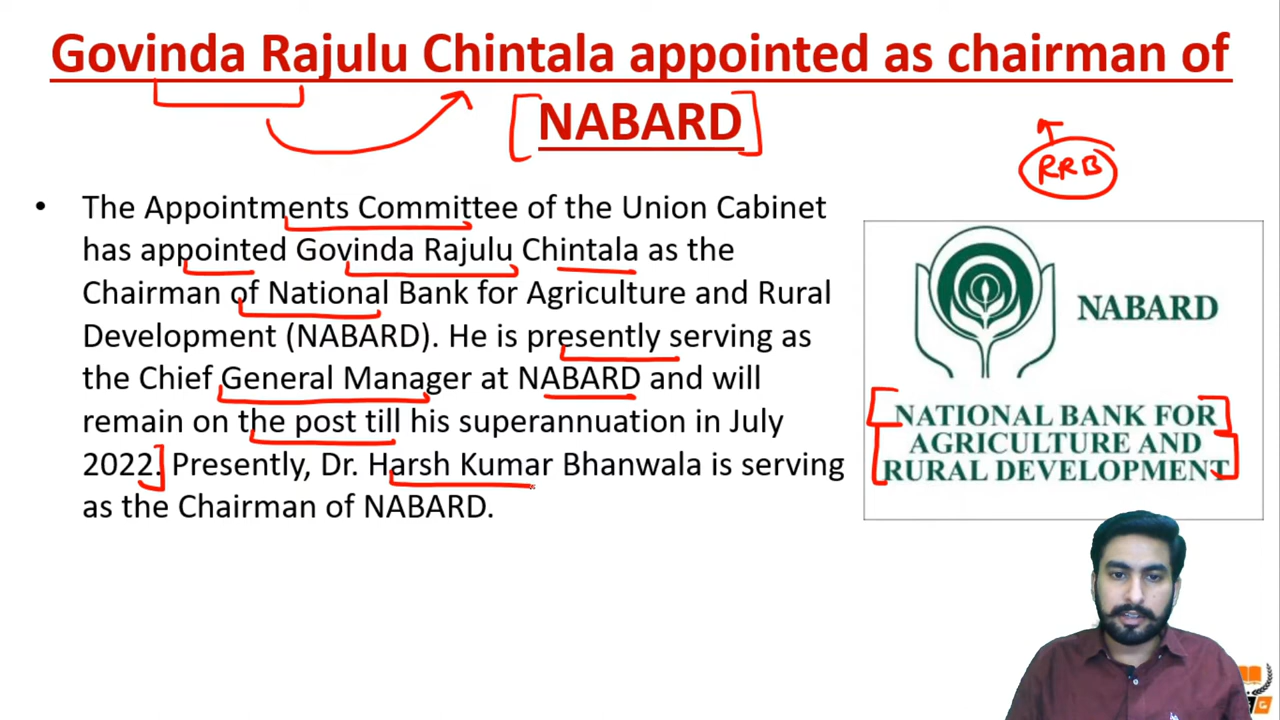 Govinda Rajulu Chintala appointed as chairman of
NABARD
RRB
• The Appointments Committee of the Union Cabinet
has appointed Govinda Rajulu Chintala as the
Chairman of National Bank for Agriculture and Rural
Development (NABARD). He is presently serving as
the Chief General Manager at NABARD and will
remain on the post till his superannuation in July
2022. Presently, Dr. Harsh Kumar Bhanwala is serving
as the Chairman of NABARD.
NABARD
NATIONAL BANK FOR
AGRICULTURE AND
RURAL DEVELOPMENT